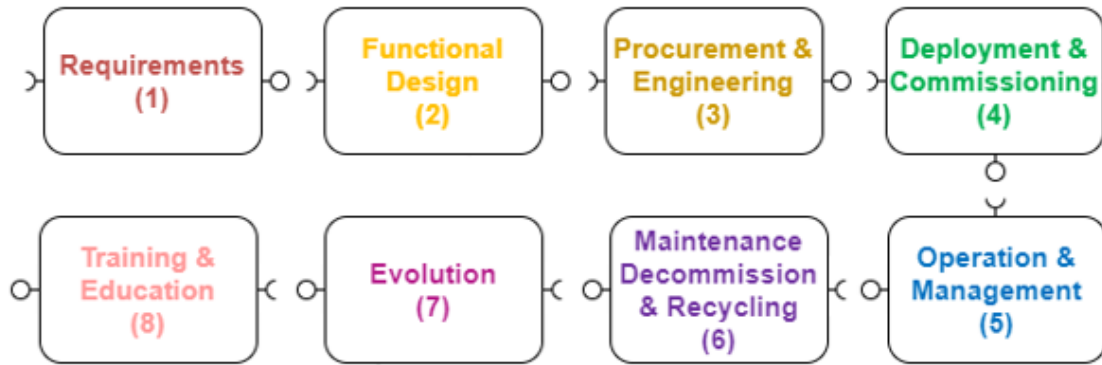 Requirements
(1)
Functional
Design
(2)
Procurement &
Engineering
(3)
Deployment &
Commissioning
(4)
Operation &
Management
(5)
Maintenance
Decommission
& Recycling
(6)
Evolution
(7)
Training &
Education
(8)